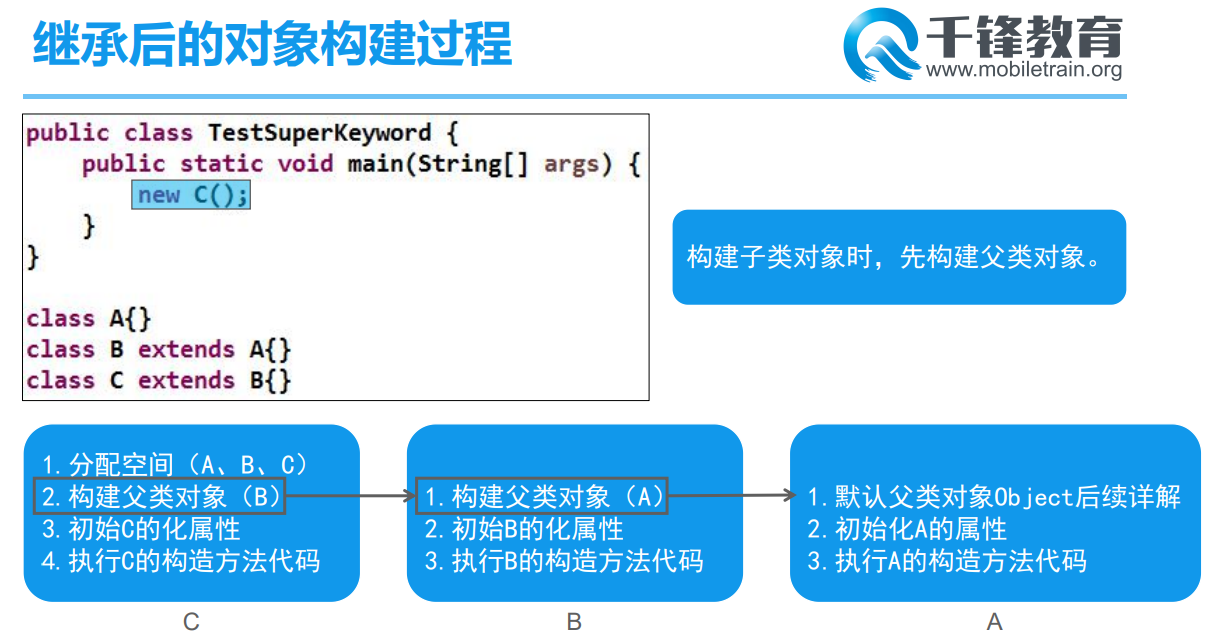 继承后的对象构建过程
千锋教育
www.mobiletrain.org
public class TestSuperKeyword {
public static void main(String[] args) {
new C();
}
}
class A{}
class B extends A{}
class C extends B{}
构建子类对象时，先构建父类对象。
1.分配空间（A、B、C）
2.构建父类对象（B）
3.初始C的化属性
4.执行C的构造方法代码
C
1.构建父类对象（A）
2.初始B的化属性
3.执行B的构造方法代码
B
1.默认父类对象Object后续详解
2.初始化A的属性
3.执行A的构造方法代码
A